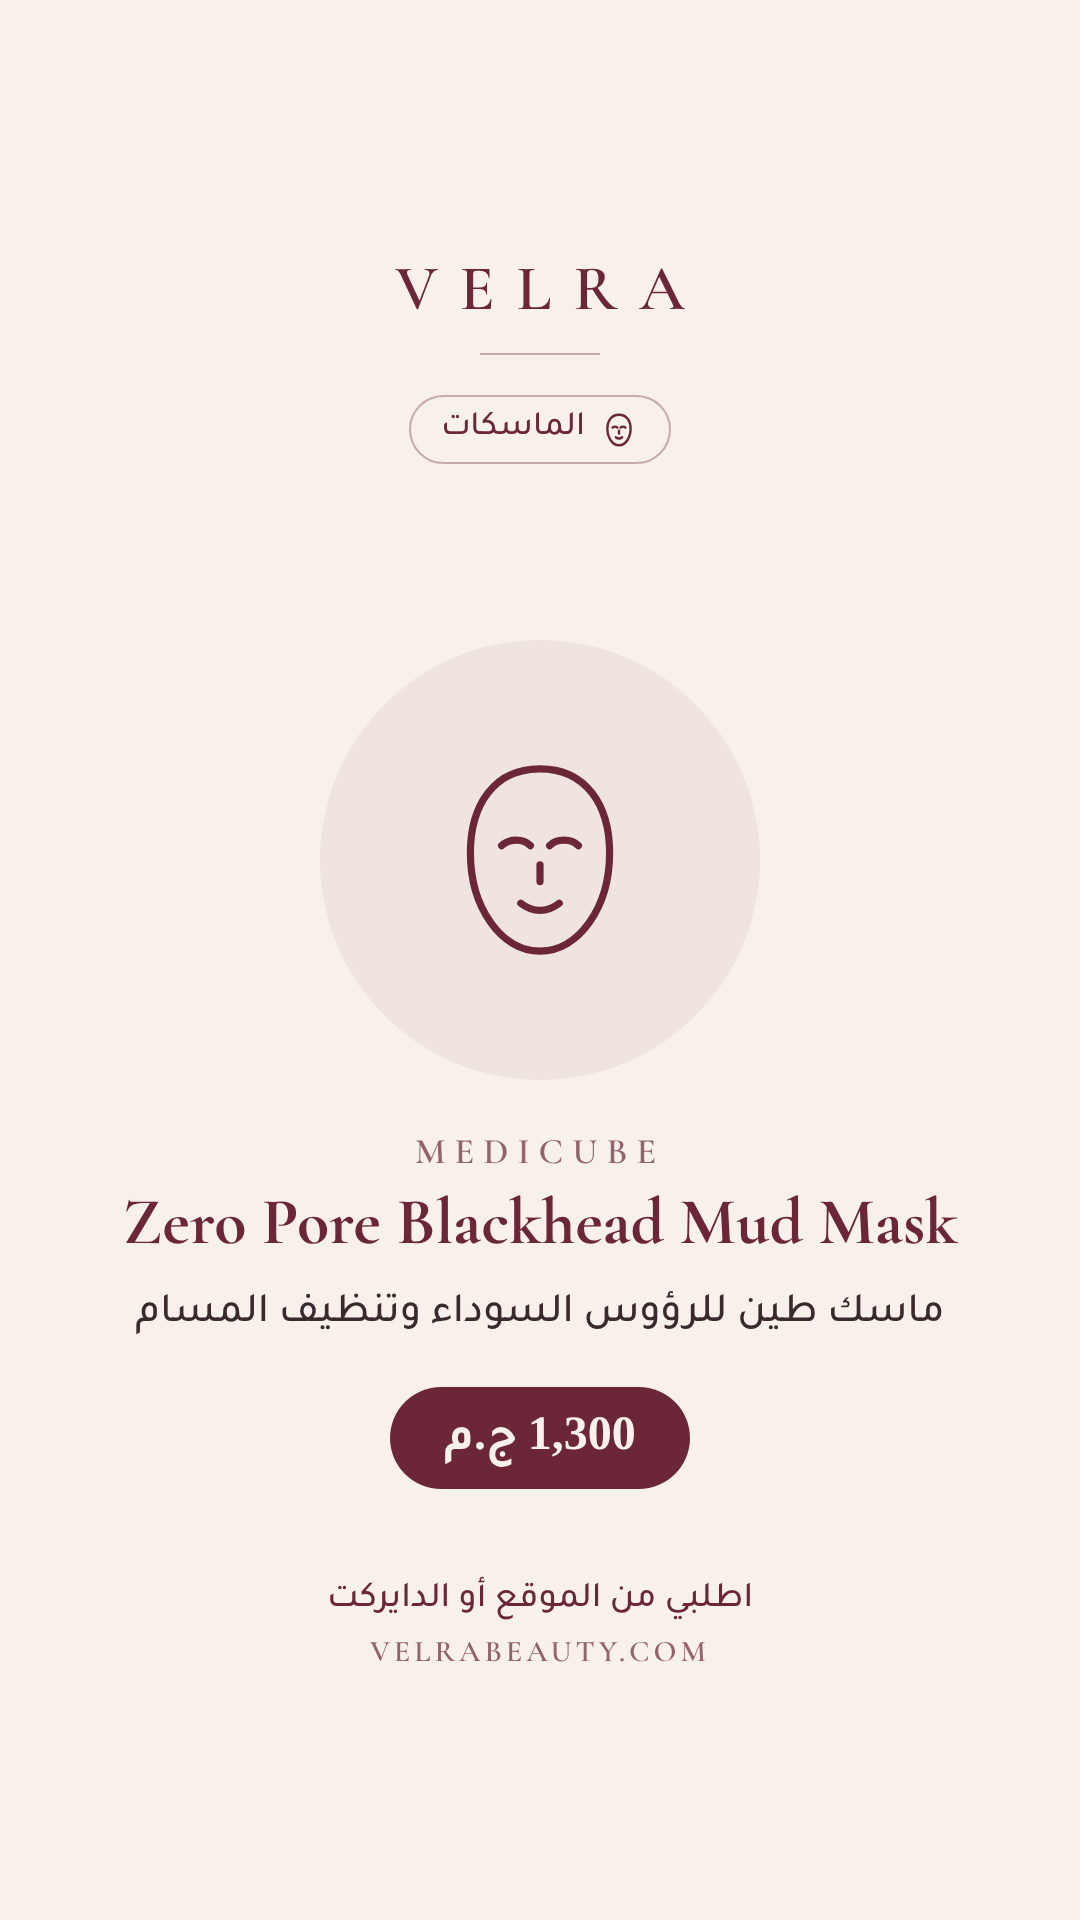 VELRA
الماسكات
MEDICUBE
Zero Pore Blackhead Mud Mask
ماسك طين للرؤوس السوداء وتنظيف المسام
1,300 ج.م
اطلبي من الموقع أو الدايركت
VELRABEAUTY.COM